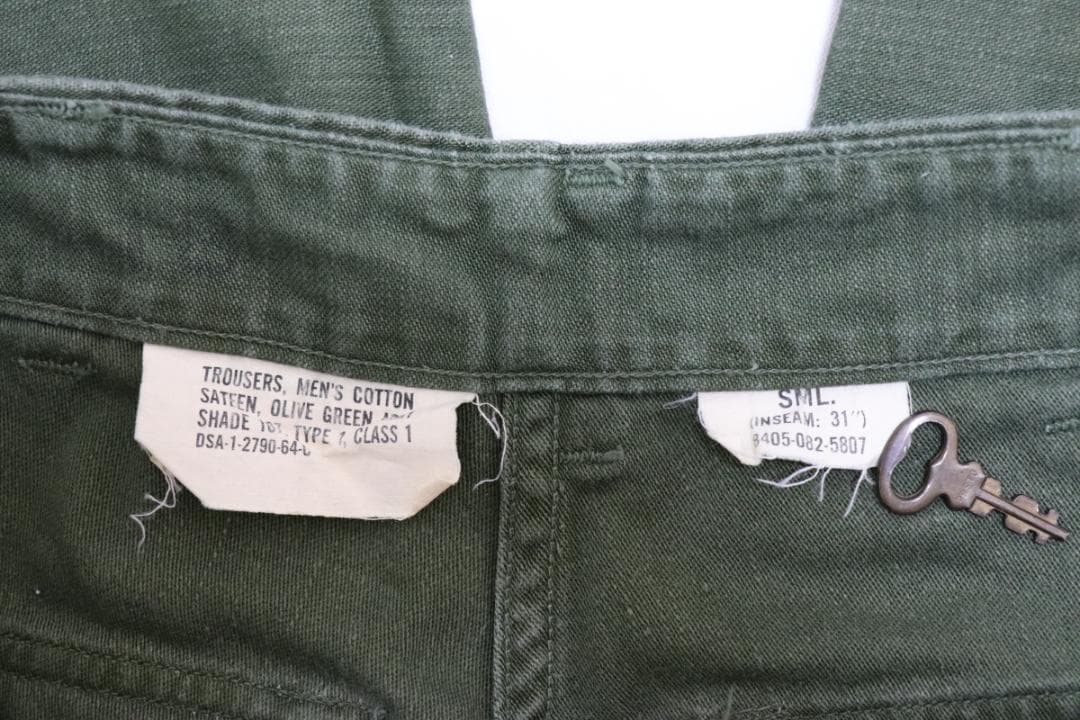 TROUSERS, MEN'S COTTON
SATEEN, OLIVE GREEN
SHADE TYPE CLASS 1
DSA-1-2790-64-
SML.
(INSEAM: 31")
8405-082-5807